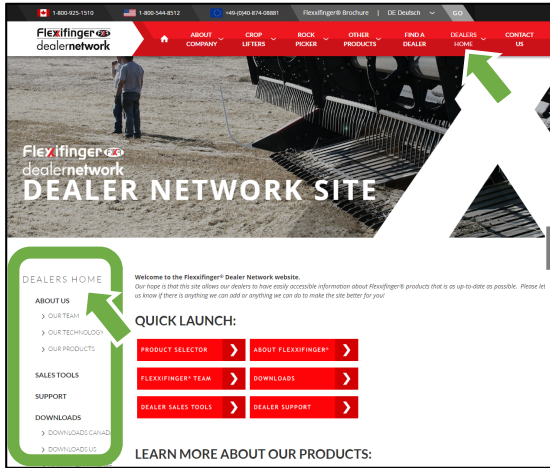 1-800-925-1510 1-800-544-8512 +49-(0)40-874-08881 Flexxifinger® Brochure | DE Deutsch GO
Flexxifinger FXF
dealernetwork
ABOUT COMPANY CROP LIFTERS ROCK PICKER OTHER PRODUCTS FIND A DEALER DEALERS HOME CONTACT US
Flexxifinger
dealernetwork
DEALER NETWORK SITE
DEALERS HOME
ABOUT US
OUR TEAM
OUR TECHNOLOGY
OUR PRODUCTS
SALES TOOLS
SUPPORT
DOWNLOADS
DOWNLOADS CANAD
DOWNLOADS US
Welcome to the Flexxifinger® Dealer Network website.
Our hope is that this site allows our dealers to have easily accessible information about Flexxifinger® products that is as up-to-date as possible. Please let
us know if there is anything we can add or anything we can do to make the site better for you!
QUICK LAUNCH:
PRODUCT SELECTOR ABOUT FLEXXIFINGER®
FLEXXIFINGER® TEAM DOWNLOADS
DEALER SALES TOOLS DEALER SUPPORT
LEARN MORE ABOUT OUR PRODUCTS: